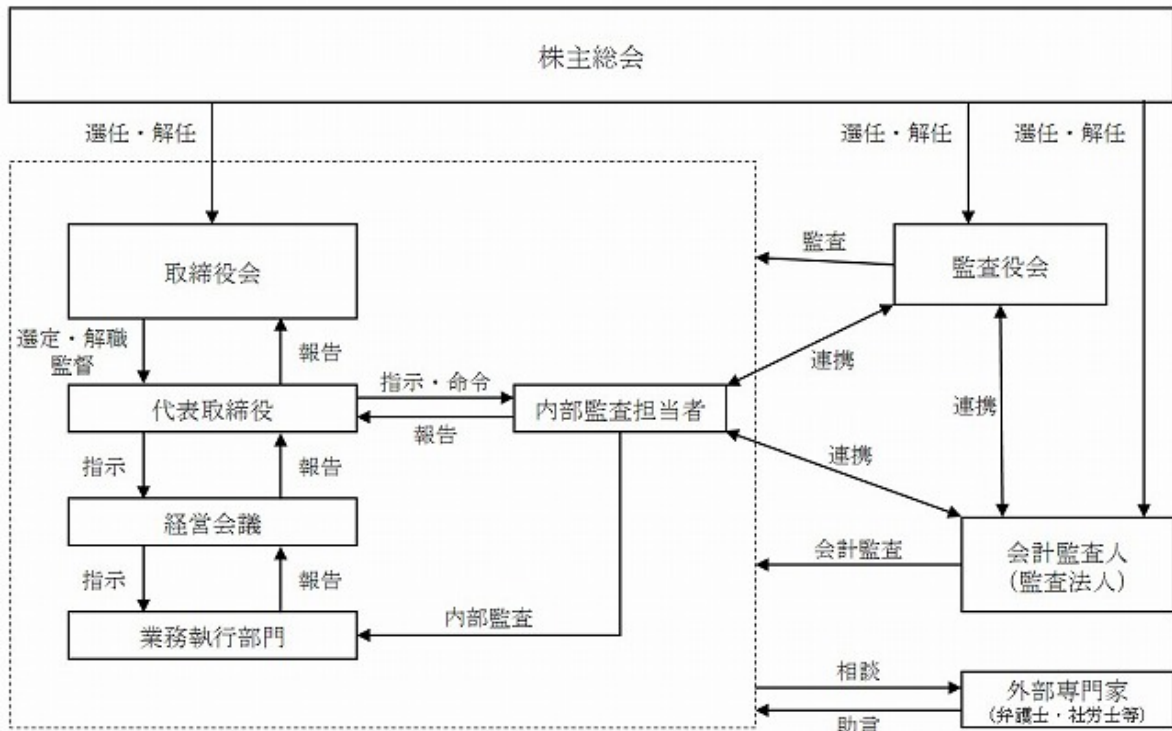 株主総会
選任・解任
選任・解任
選任・解任
取締役会
監査
監査役会
選定・解職
監督
報告
連携
指示・命令
代表取締役
内部監査担当者
報告
連携
指示
報告
連携
経営会議
会計監査
会計監査人
(監査法人)
指示
報告
内部監査
業務執行部門
相談
外部専門家
(弁護士・社労士等)
助言